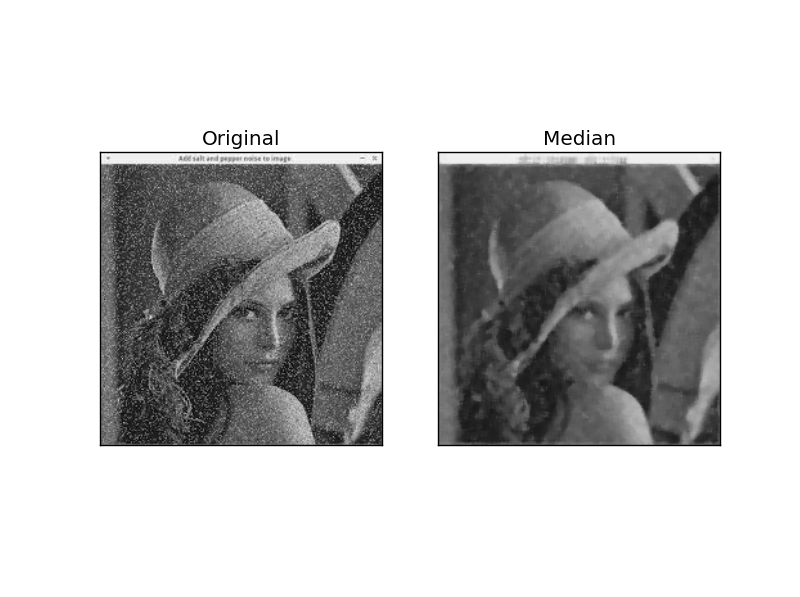 Original
Median
Add salt and pepper noise to image